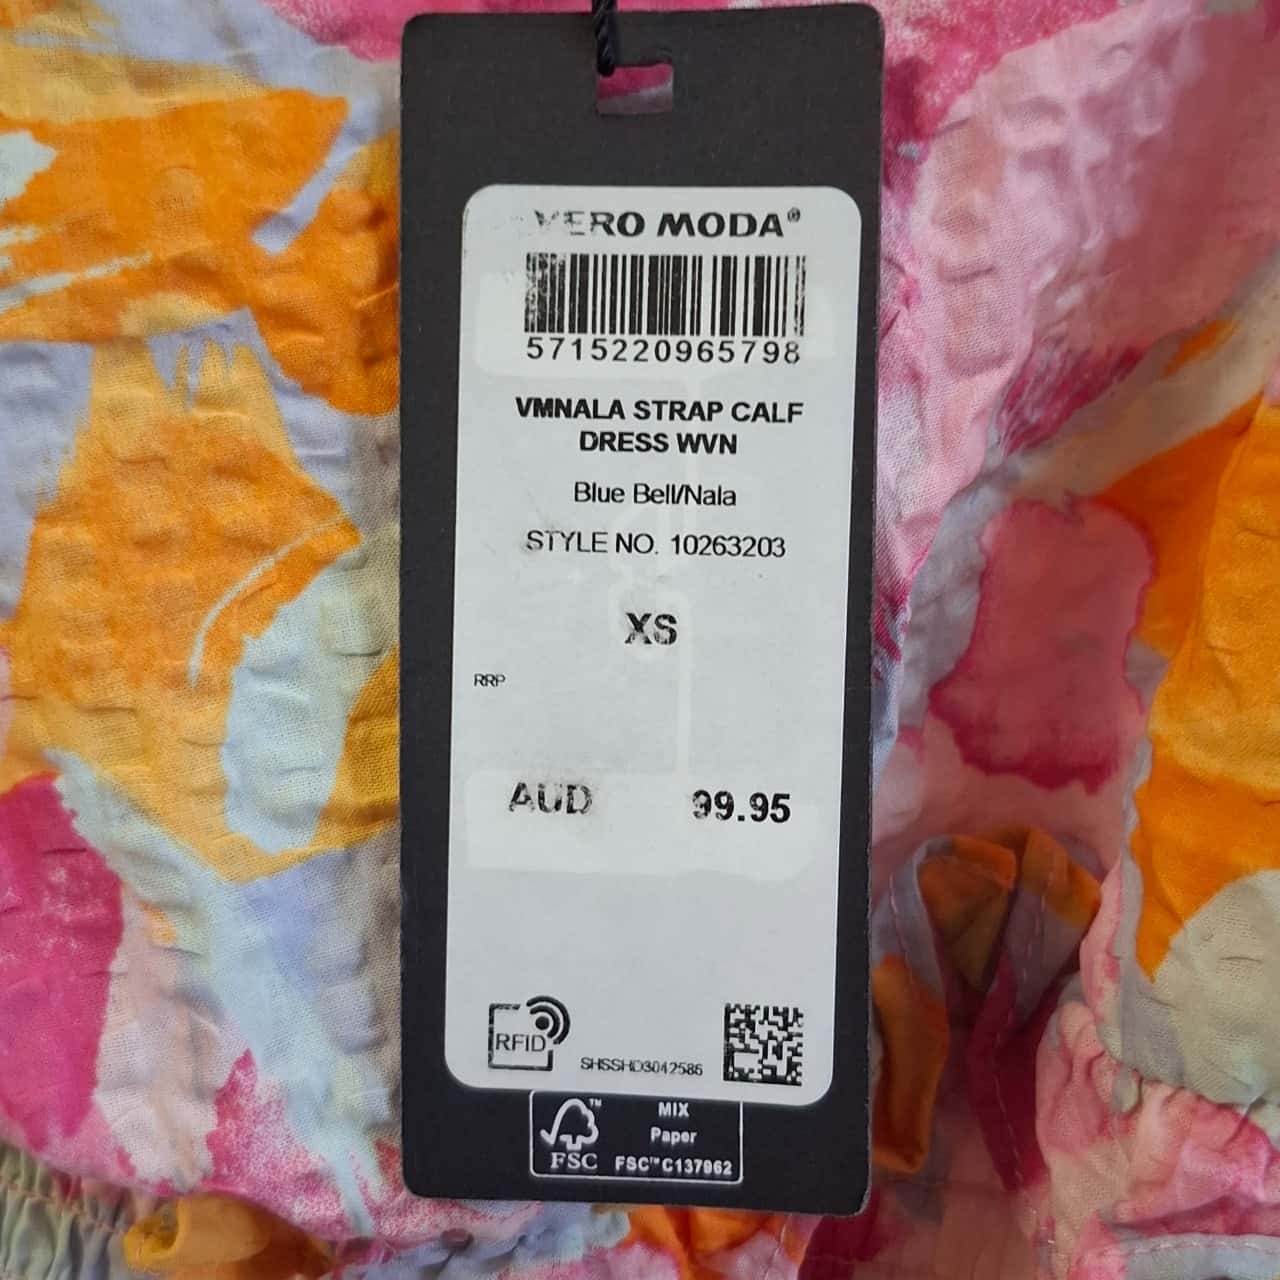 VERO MODA®
5715220965798
VMNALA STRAP CALF
DRESS WVN
Blue Bell/Nala
STYLE NO. 10263203
XS
RRP
AUD 99.95
RFID
SHSSHD3042586
MIX
Paper
FSC™ FSC™ C137962